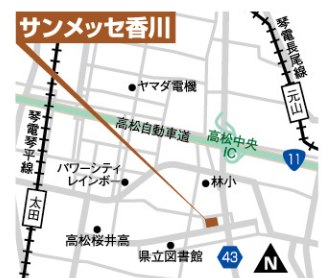 サンメッセ香川
琴電長尾線
ヤマダ電機
元山
高松自動車道
高松中央
IC
11
琴電琴平線
パワーシティ
レインボー
林小
太田
高松桜井高
県立図書館
43
N